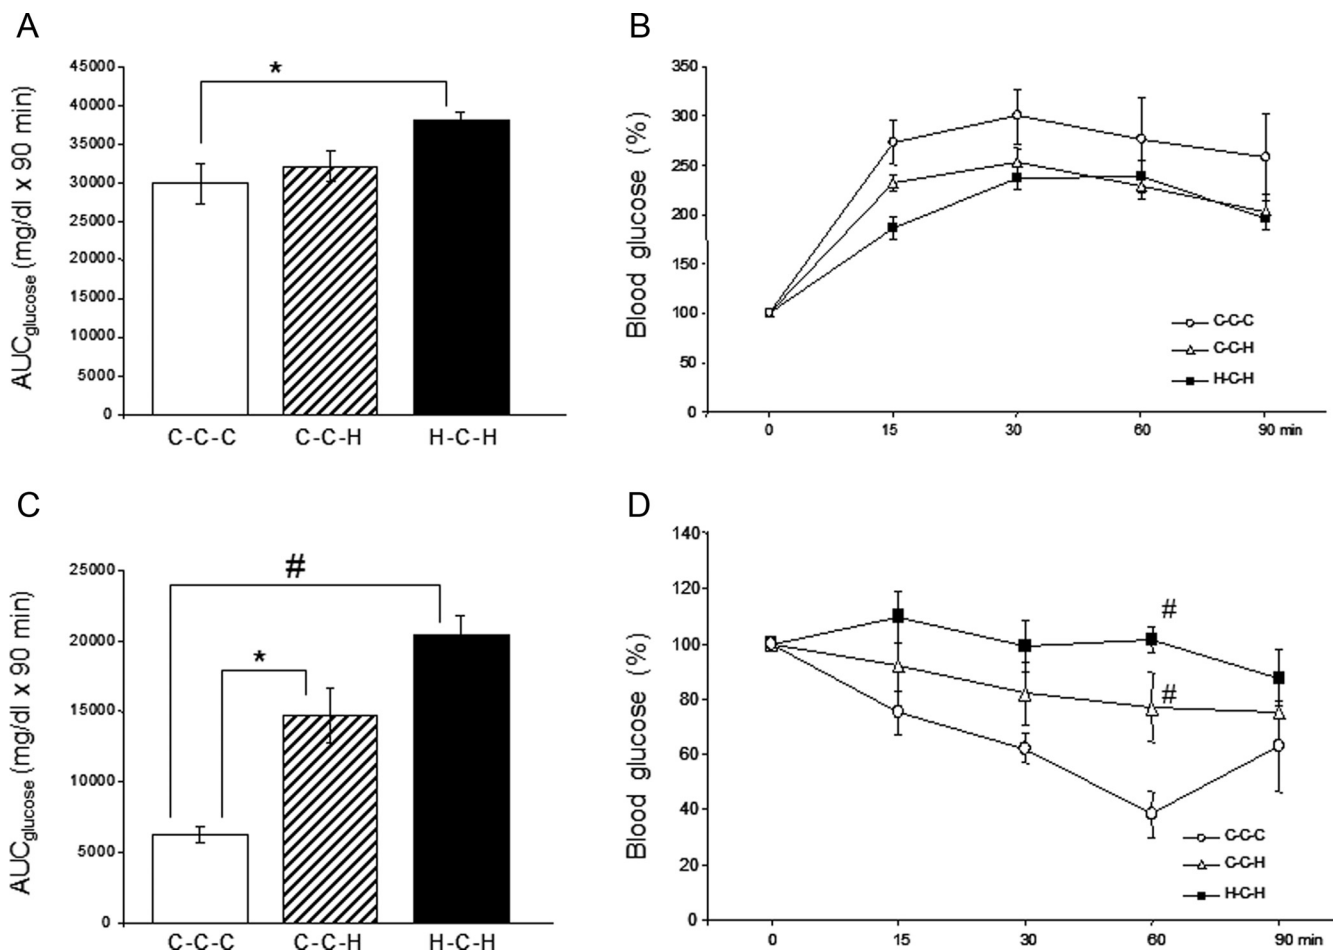 A
AUCglucose (mg/dl x 90 min)
45000
40000
35000
30000
25000
20000
15000
10000
5000
0
*
C-C-C C-C-H H-C-H
B
Blood glucose (%)
350
300
250
200
150
100
50
0
C-C-C
C-C-H
H-C-H
0 15 30 60 90 min
C
AUCglucose (mg/dl x 90 min)
25000
20000
15000
10000
5000
0
#
*
C-C-C C-C-H H-C-H
D
Blood glucose (%)
140
120
100
80
60
40
20
0
#
#
C-C-C
C-C-H
H-C-H
0 15 30 60 90 min